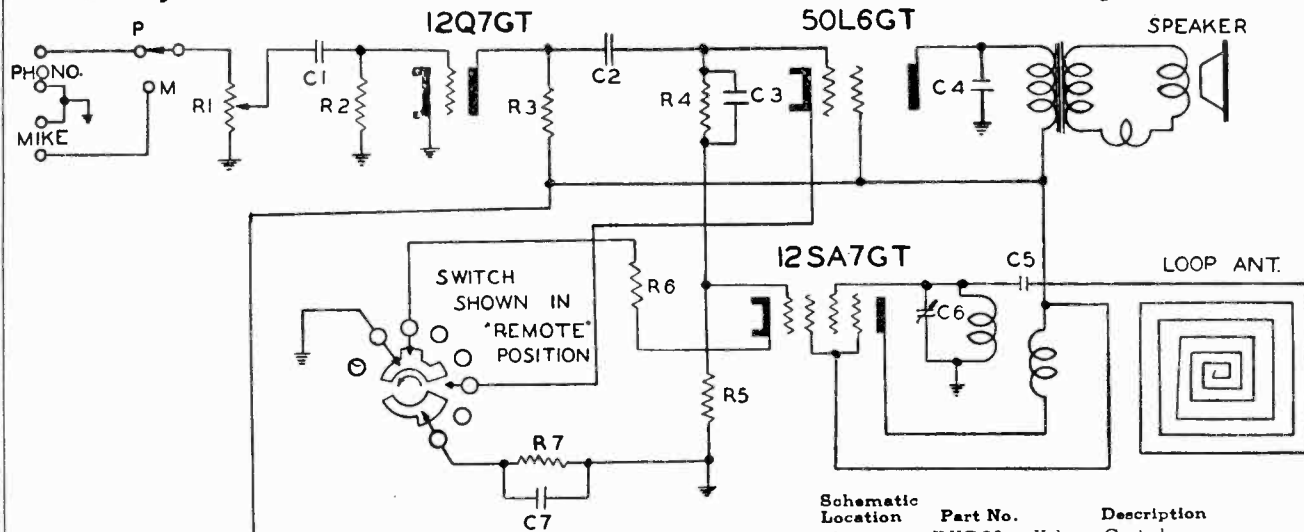 12Q7GT
50L6GT
SPEAKER
P
PHONO.
M
MIKE
R1
C1
R2
R3
C2
R4
C3
C4
12SA7GT
C5
LOOP ANT.
SWITCH
SHOWN IN
"REMOTE"
POSITION
R6
C6
R5
R7
C7
Schematic
Location Part No. Description